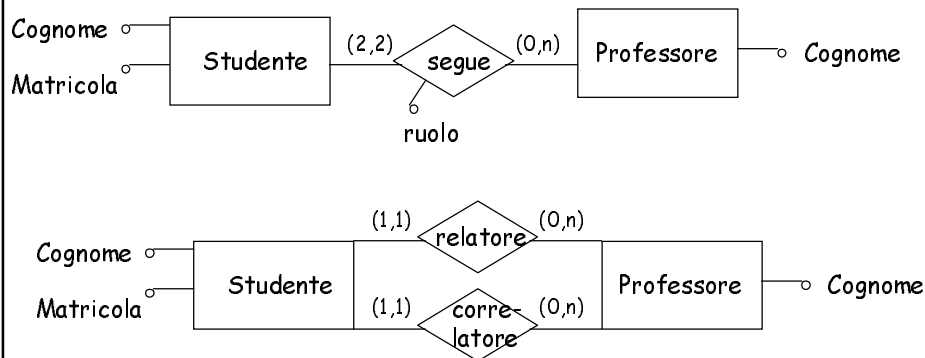 Cognome
Matricola
Studente
(2,2)
segue
ruolo
(0,n)
Professore
Cognome
Cognome
Matricola
Studente
(1,1)
relatore
(0,n)
(1,1)
corre-
latore
(0,n)
Professore
Cognome